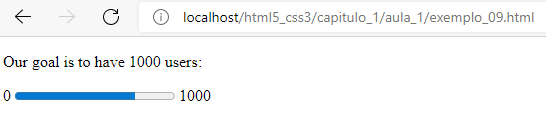 localhost/html5_css3/capitulo_1/aula_1/exemplo_09.html
Our goal is to have 1000 users:
0 1000